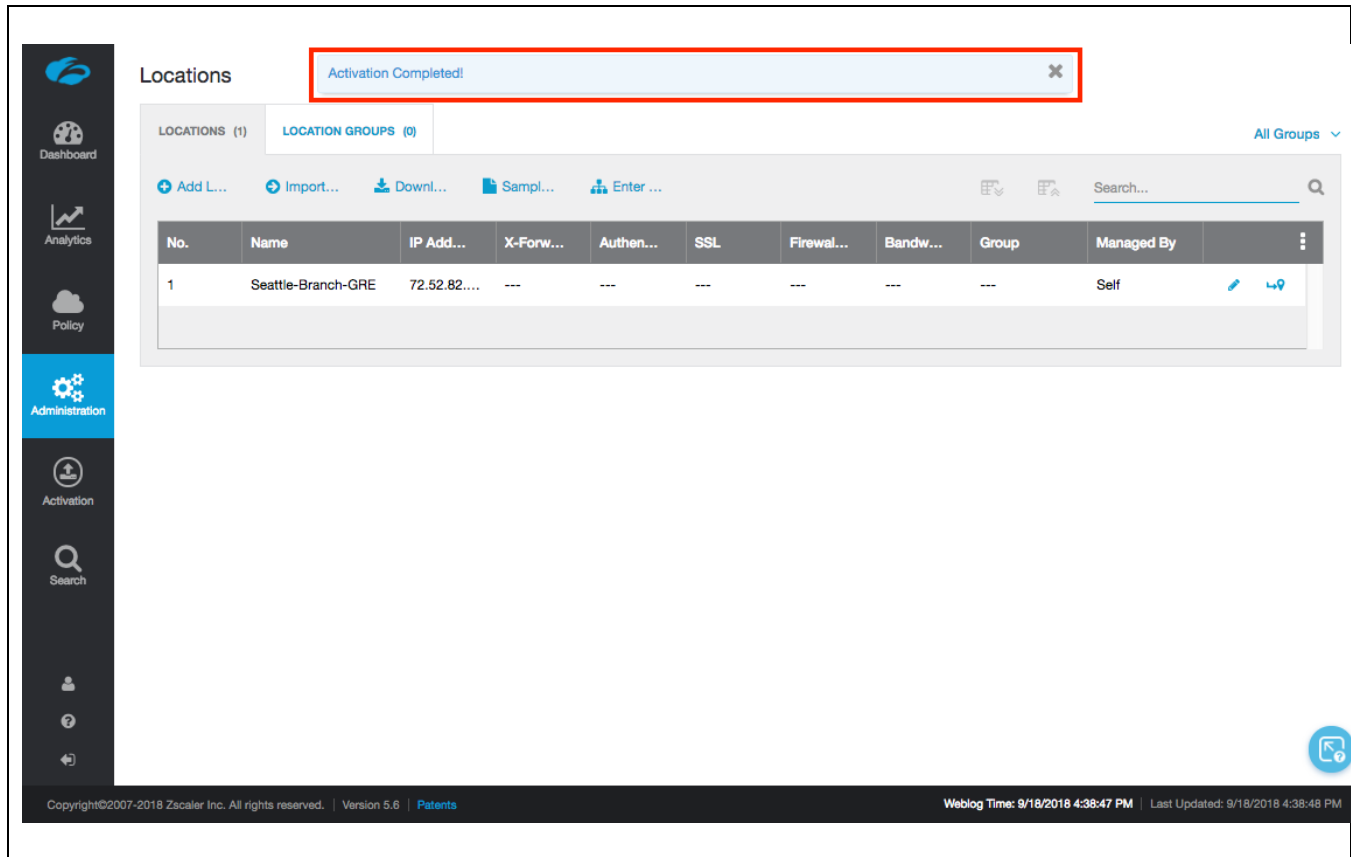 Locations
Activation Completed!
LOCATIONS (1) LOCATION GROUPS (0)
All Groups
Dashboard
Add L... Import... Downl... Sampl... Enter ... Search...
Analytics
No. Name IP Add... X-Forw... Authen... SSL Firewal... Bandw... Group Managed By
1 Seattle-Branch-GRE 72.52.82.... --- --- --- --- --- --- Self
Policy
Administration
Activation
Search
Copyright©2007-2018 Zscaler Inc. All rights reserved. | Version 5.6 | Patents Weblog Time: 9/18/2018 4:38:47 PM | Last Updated: 9/18/2018 4:38:48 PM